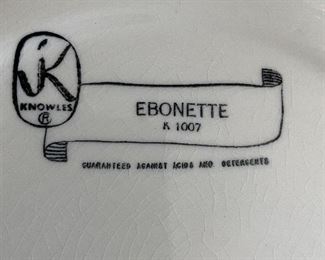 K
KNOWLES
®
EBONETTE
K 1007
GUARANTEED AGAINST ACIDS AND DETERGENTS